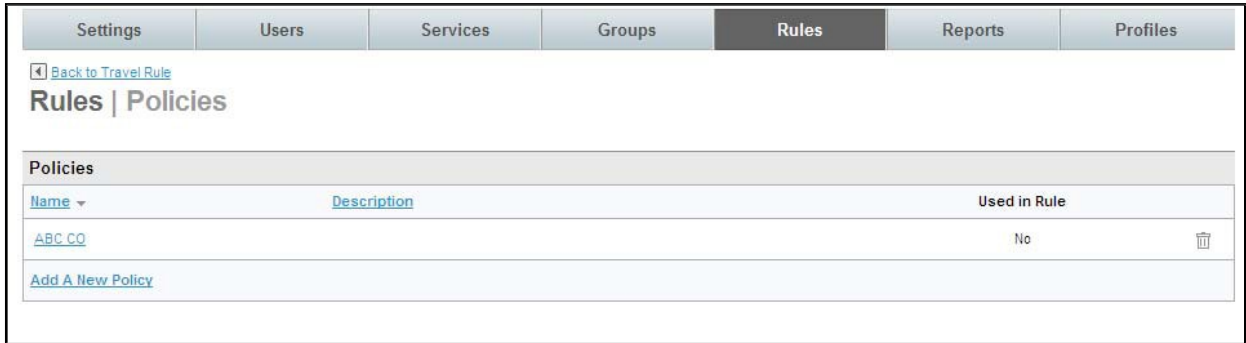 Settings Users Services Groups Rules Reports Profiles
Back to Travel Rule
Rules | Policies
Policies
Name Description Used in Rule
ABC CO No
Add A New Policy